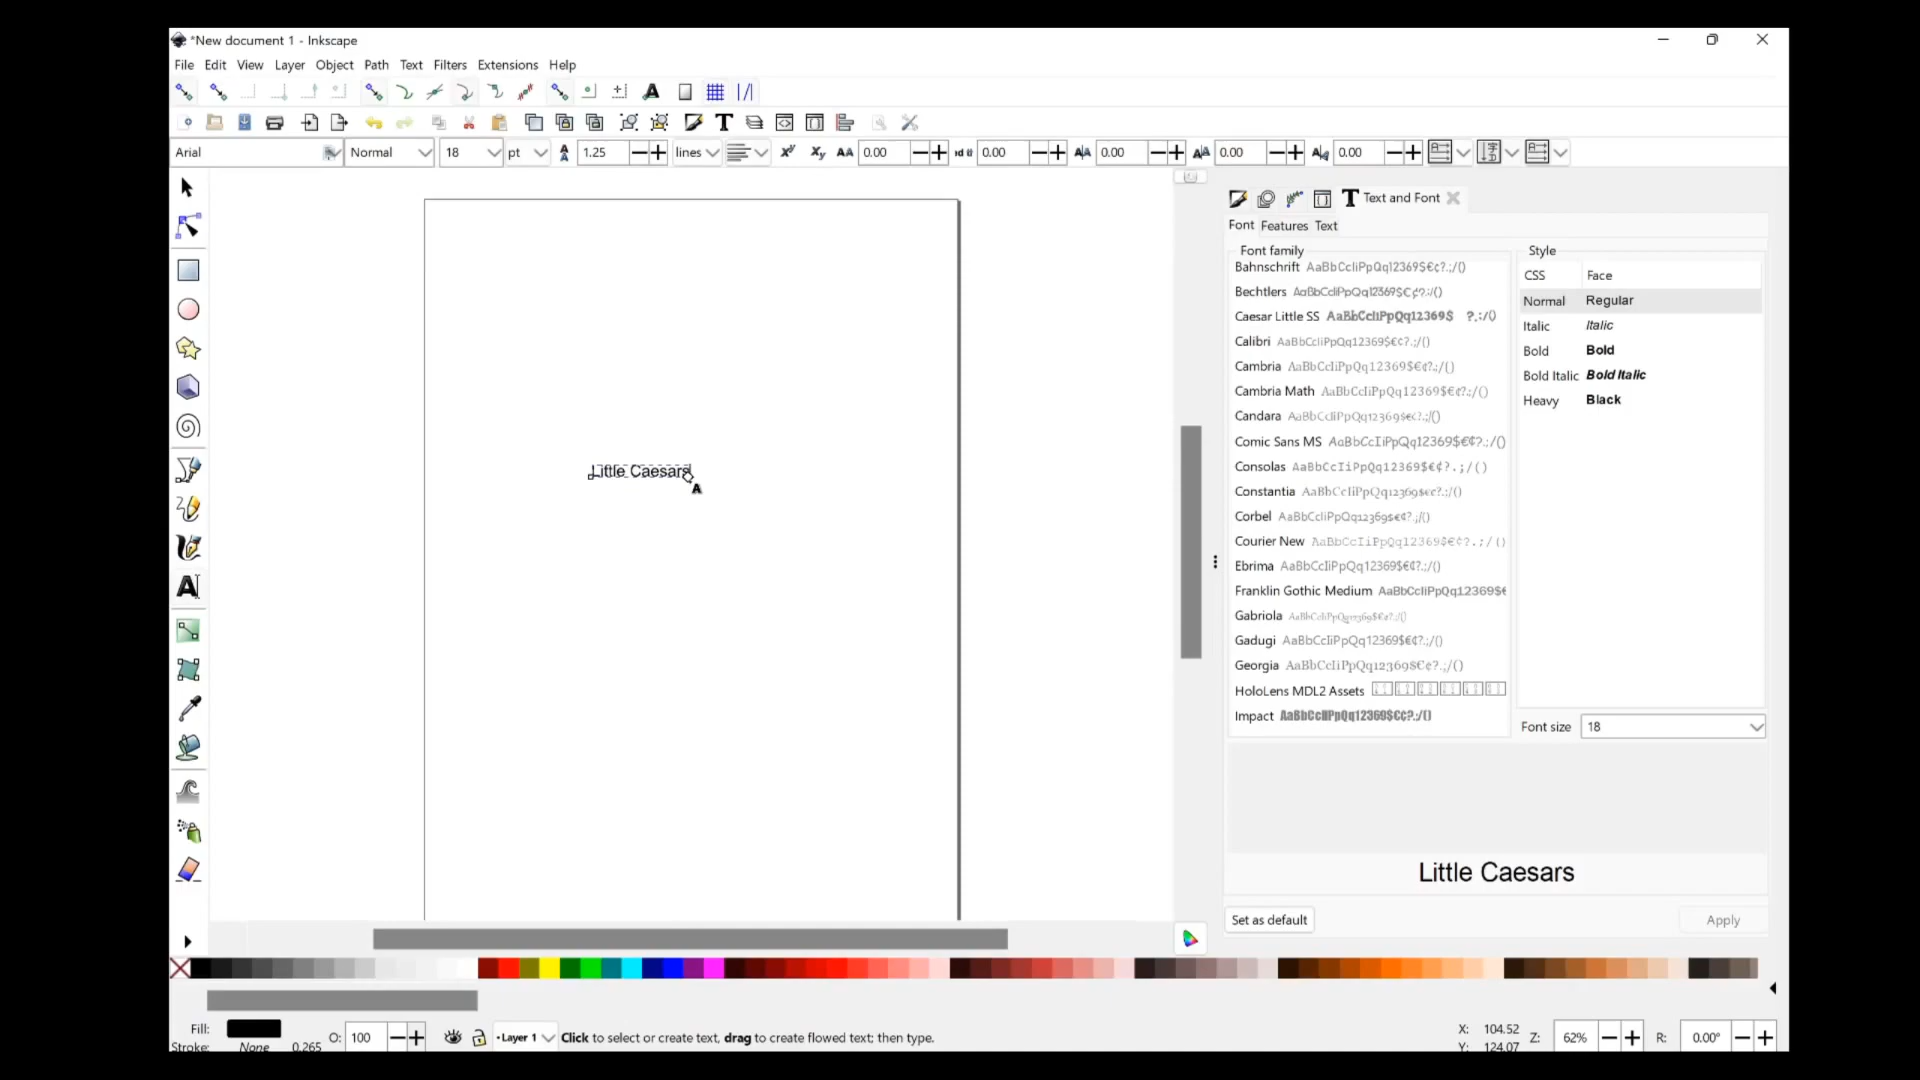 *New document 1 - Inkscape
File Edit View Layer Object Path Text Filters Extensions Help
Arial Normal 18 pt 1.25 lines 0.00 0.00 0.00 0.00 0.00
Text and Font
Font Features Text
Font family
Bahnschrift AaBbCcIiPpQq12369$€¢?.;/()
Bechtlers AaBbCcIiPpQq12369$€¢?.;/()
Caesar Little SS AaBbCcIiPpQq12369$ ?.;/()
Calibri AaBbCcIiPpQq12369$€¢?.;/()
Cambria AaBbCcIiPpQq12369$€¢?.;/()
Cambria Math AaBbCcIiPpQq12369$€¢?.;/()
Candara AaBbCcIiPpQq12369$€¢?.;/()
Comic Sans MS AaBbCcIiPpQq12369$€¢?.;/()
Consolas AaBbCcIiPpQq12369$€¢?.;/()
Constantia AaBbCcIiPpQq12369$€¢?.;/()
Corbel AaBbCcIiPpQq12369$€¢?.;/()
Courier New AaBbCcIiPpQq12369$€¢?.;/()
Ebrima AaBbCcIiPpQq12369$€¢?.;/()
Franklin Gothic Medium AaBbCcIiPpQq12369$€
Gabriola AaBbCcIiPpQq12369$€¢?.;/()
Gadugi AaBbCcIiPpQq12369$€¢?.;/()
Georgia AaBbCcIiPpQq12369$€¢?.;/()
HoloLens MDL2 Assets
Impact AaBbCcIiPpQq12369$€¢?.;/()
Style
CSS Face
Normal Regular
Italic Italic
Bold Bold
Bold Italic Bold Italic
Heavy Black
Font size 18
Little Caesars
Little Caesars
Set as default Apply
Fill:
Stroke: None 0.265
O: 100
Layer 1
Click to select or create text, drag to create flowed text; then type.
X: 104.52
Y: 124.07
Z: 62% R: 0.00°